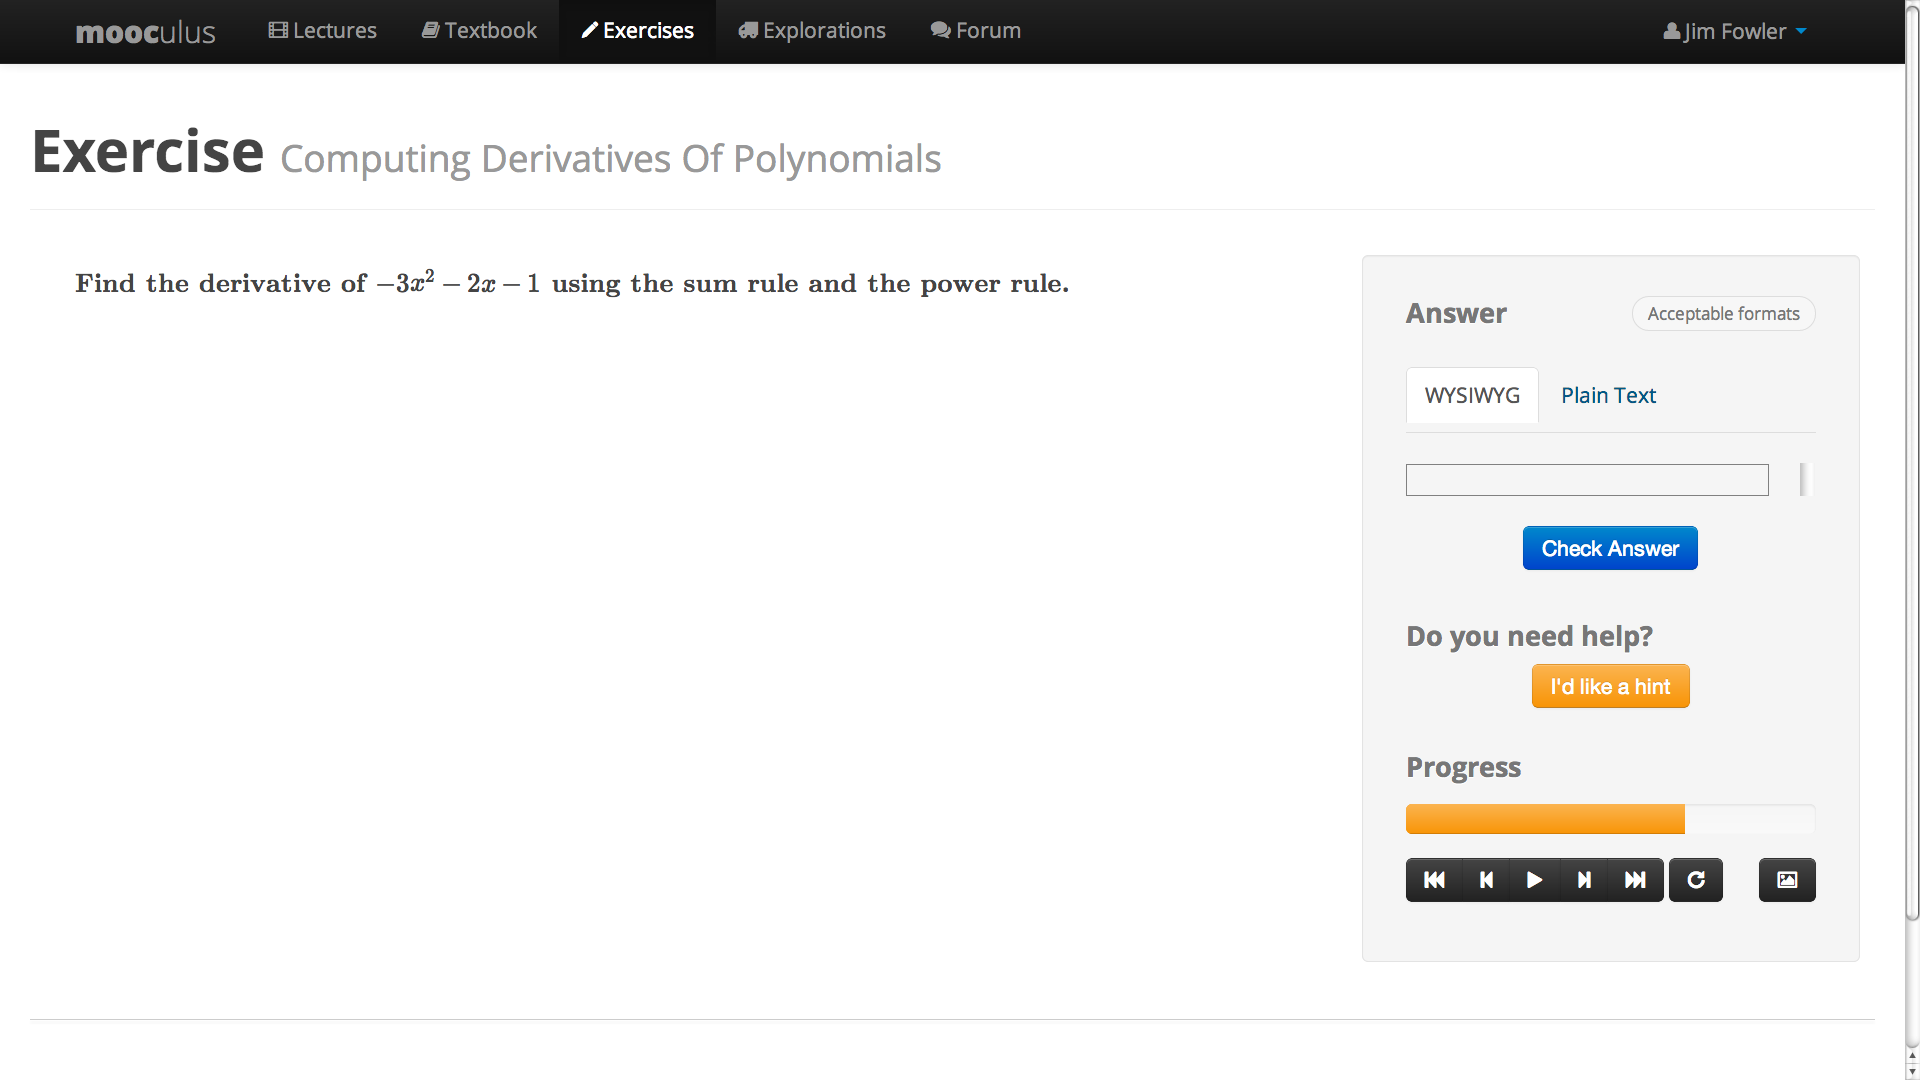 mooculus Lectures Textbook Exercises Explorations Forum Jim Fowler
Exercise Computing Derivatives Of Polynomials
Find the derivative of −3x² − 2x − 1 using the sum rule and the power rule.
Answer Acceptable formats
WYSIWYG Plain Text
Check Answer
Do you need help?
I'd like a hint
Progress